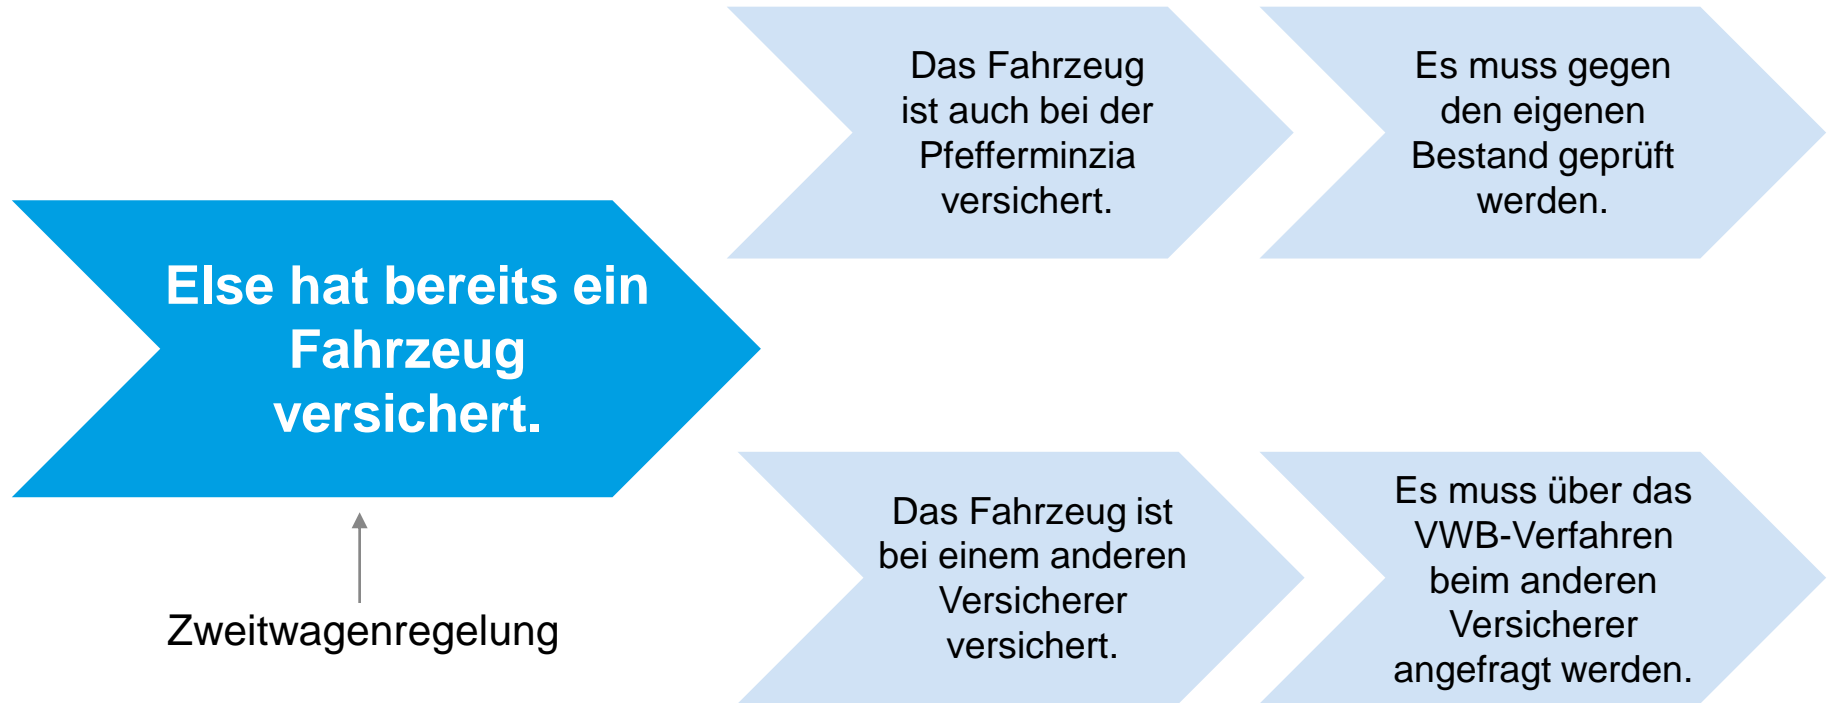 Das Fahrzeug
ist auch bei der
Pfefferminzia
versichert.
Es muss gegen
den eigenen
Bestand geprüft
werden.
Else hat bereits ein
Fahrzeug
versichert.
Zweitwagenregelung
Das Fahrzeug ist
bei einem anderen
Versicherer
versichert.
Es muss über das
VWB-Verfahren
beim anderen
Versicherer
angefragt werden.